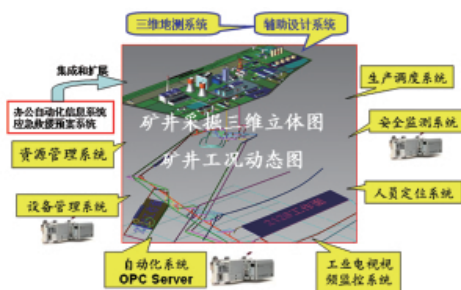 三维地测系统
辅助设计系统
集成和扩展
生产调度系统
办公自动化信息系统
应急救援预案系统
矿井采掘三维立体图
安全监测系统
资源管理系统
矿井工况动态图
设备管理系统
人员定位系统
自动化系统
OPC Server
工业电视视
频监控系统